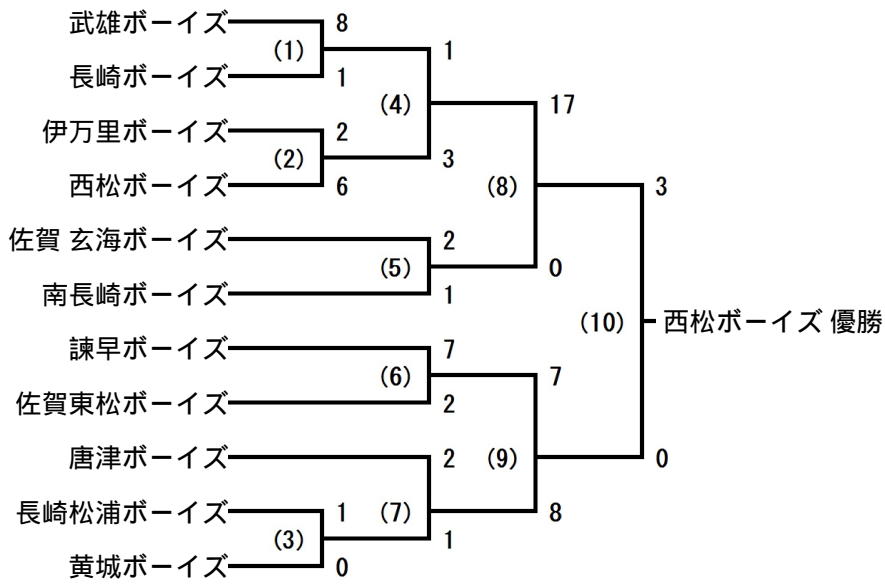 武雄ボーイズ 8
(1) 1
長崎ボーイズ 1
(4) 17
伊万里ボーイズ 2
(2) 3
西松ボーイズ 6
(8) 3
佐賀 玄海ボーイズ 2
(5) 0
南長崎ボーイズ 1
(10) 西松ボーイズ 優勝
諫早ボーイズ 7
(6) 7
佐賀東松ボーイズ 2
唐津ボーイズ 2
(9) 0
長崎松浦ボーイズ 1
(7) 8
(3) 1
黄城ボーイズ 0